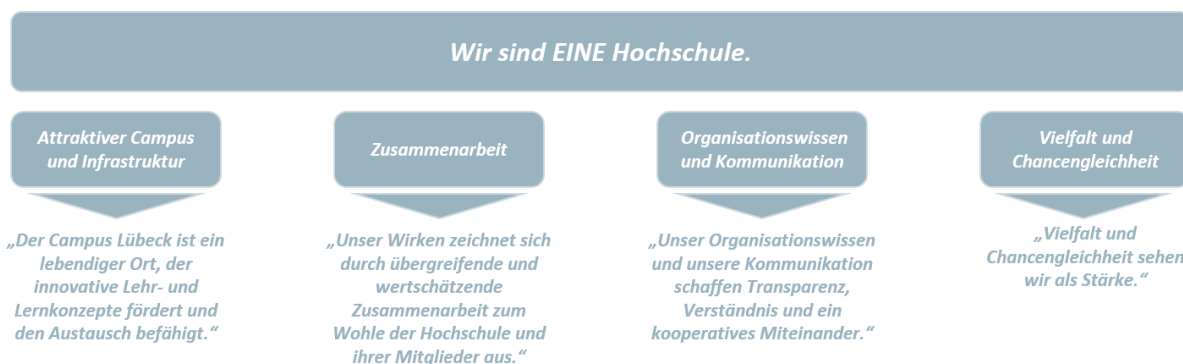 Wir sind EINE Hochschule.
Attraktiver Campus
und Infrastruktur
„Der Campus Lübeck ist ein
lebendiger Ort, der
innovative Lehr- und
Lernkonzepte fördert und
den Austausch befähigt.“
Zusammenarbeit
„Unser Wirken zeichnet sich
durch übergreifende und
wertschätzende
Zusammenarbeit zum
Wohle der Hochschule und
ihrer Mitglieder aus.“
Organisationswissen
und Kommunikation
„Unser Organisationswissen
und unsere Kommunikation
schaffen Transparenz,
Verständnis und ein
kooperatives Miteinander.“
Vielfalt und
Chancengleichheit
„Vielfalt und
Chancengleichheit sehen
wir als Stärke.“